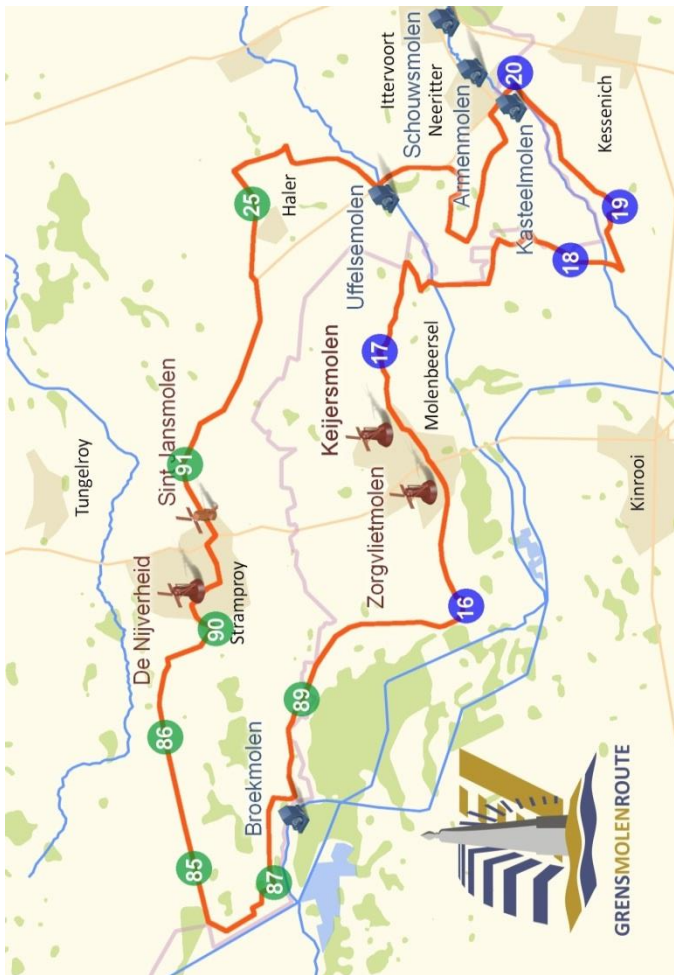 Tungelroy
De Nijverheid
86
Sint Jansmolen
91
85
90
Stramproy
25
Broekmolen
87
Haler
89
Keijersmolen
Uffelsemolen
Zorgvlietmolen
17
Ittervoort
Schouwsmolen
Molenbeersel
Neeritter
Armenmolen
16
20
Kasteelmolen
18
Kessenich
19
GRENSMOLENROUTE
Kinrooi